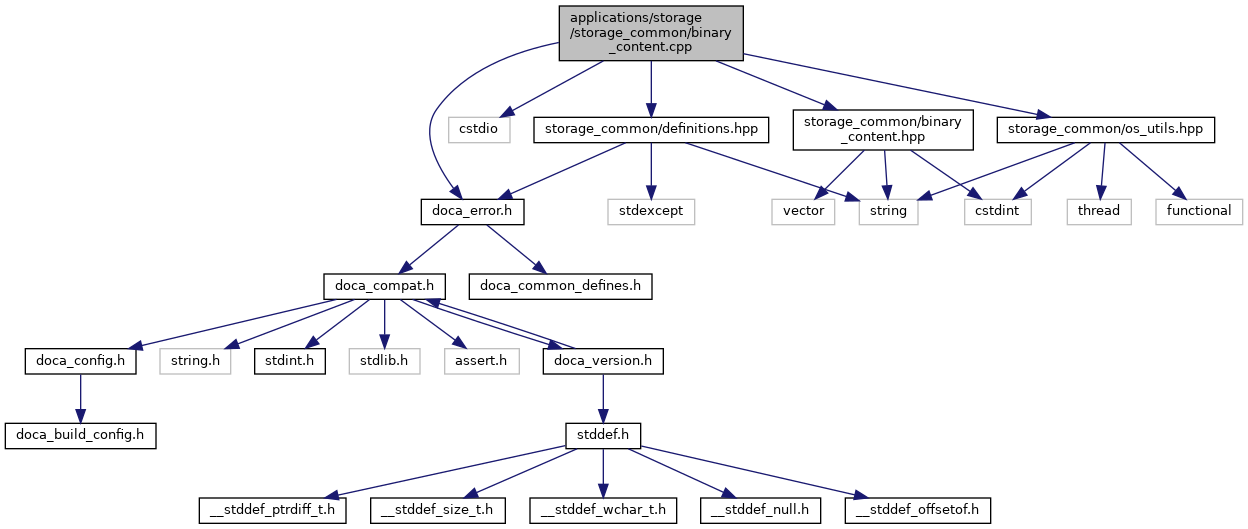 applications/storage
/storage_common/binary
_content.cpp
cstdio
storage_common/definitions.hpp
storage_common/binary
_content.hpp
storage_common/os_utils.hpp
doca_error.h
stdexcept
vector
string
cstdint
thread
functional
doca_compat.h
doca_common_defines.h
doca_config.h
string.h
stdint.h
stdlib.h
assert.h
doca_version.h
doca_build_config.h
stddef.h
__stddef_ptrdiff_t.h
__stddef_size_t.h
__stddef_wchar_t.h
__stddef_null.h
__stddef_offsetof.h